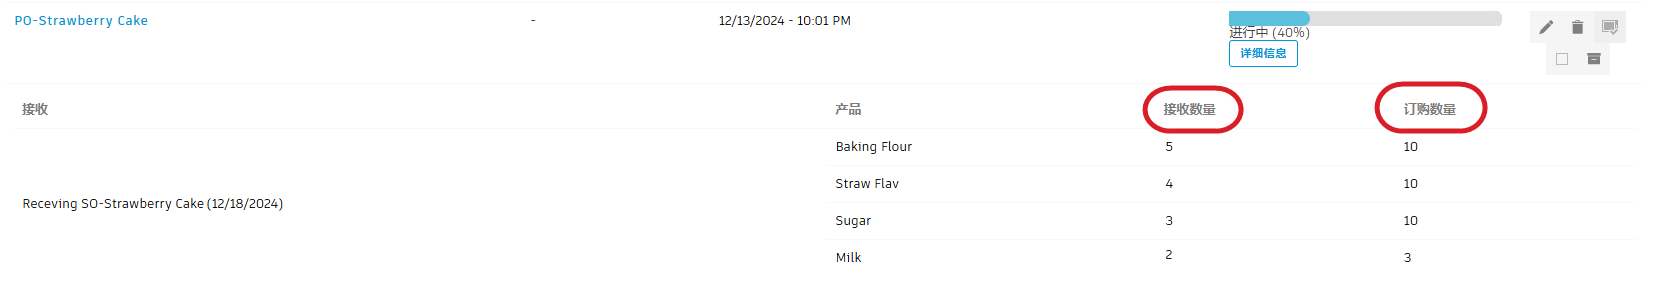 PO-Strawberry Cake - 12/13/2024 - 10:01 PM
进行中 (40%)
详细信息
接收 产品 接收数量 订购数量
Baking Flour 5 10
Straw Flav 4 10
Receving SO-Strawberry Cake (12/18/2024)
Sugar 3 10
Milk 2 3